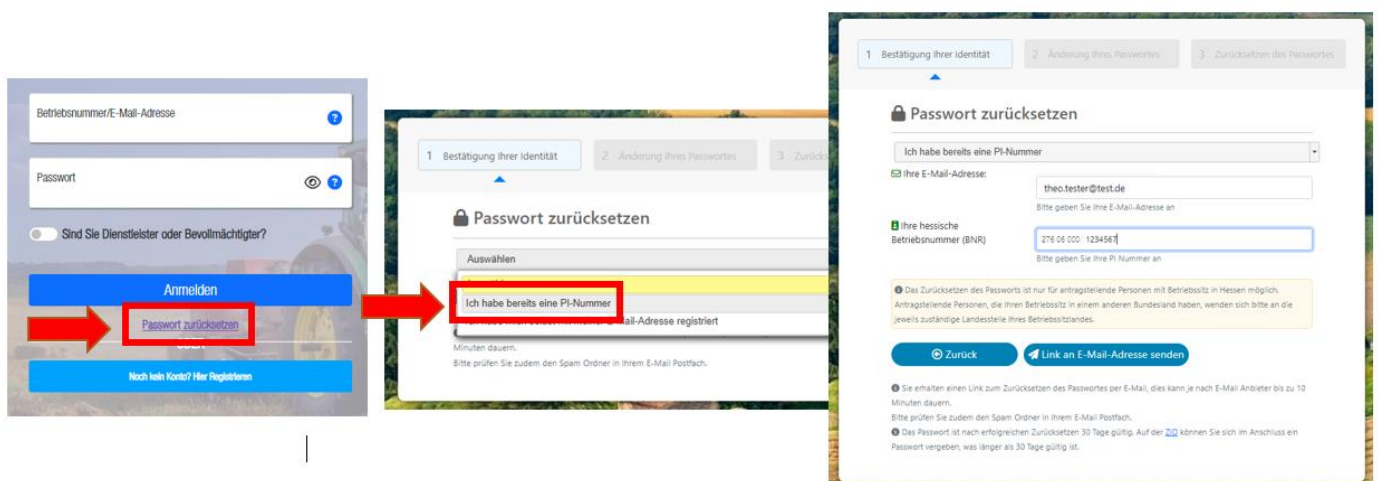 Betriebsnummer/E-Mail-Adresse
Passwort
Sind Sie Dienstleister oder Bevollmächtigter?
Anmelden
Passwort zurücksetzen
Noch kein Konto? Hier Registrieren
1 Bestätigung Ihrer Identität
2 Änderung Ihres Passwortes
3
Passwort zurücksetzen
Auswählen
Ich habe bereits eine PI-Nummer
E-Mail-Adresse registriert
Minuten dauern.
Bitte prüfen Sie zudem den Spam Ordner in Ihrem E-Mail Postfach.
1 Bestätigung Ihrer Identität
2 Änderung Ihres Passwortes
3 Zurücksetzen des Passwortes
Passwort zurücksetzen
Ich habe bereits eine PI-Nummer
Ihre E-Mail-Adresse:
theo.tester@test.de
Bitte geben Sie Ihre E-Mail-Adresse an
Ihre hessische
Betriebsnummer (BNR)
276 06 000 1234567
Bitte geben Sie Ihre PI Nummer an
Das Zurücksetzen des Passworts ist nur für antragstellende Personen mit Betriebssitz in Hessen möglich.
Antragstellende Personen, die Ihren Betriebssitz in einem anderen Bundesland haben, wenden sich bitte an die
jeweils zuständige Landesstelle Ihres Betriebssitzlandes.
Zurück
Link an E-Mail-Adresse senden
Sie erhalten einen Link zum Zurücksetzen des Passwortes per E-Mail, dies kann je nach E-Mail Anbieter bis zu 10
Minuten dauern.
Bitte prüfen Sie zudem den Spam Ordner in Ihrem E-Mail Postfach.
Das Passwort ist nach erfolgreichen Zurücksetzen 30 Tage gültig. Auf der ZID können Sie sich im Anschluss ein
Passwort vergeben, was länger als 30 Tage gültig ist.